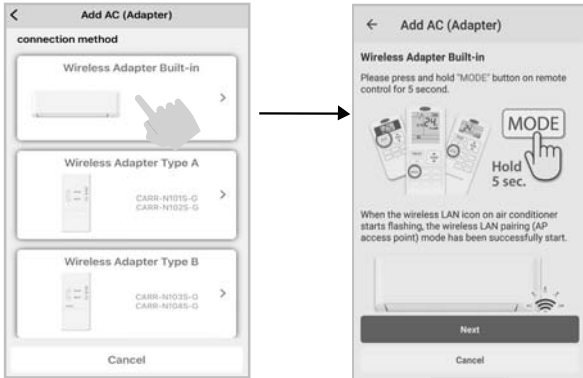 Add AC (Adapter)
connection method
Wireless Adapter Built-in
Wireless Adapter Type A
CARR-N101S-G
CARR-N102S-G
Wireless Adapter Type B
CARR-N103S-G
CARR-N104S-G
Cancel
Add AC (Adapter)
Wireless Adapter Built-in
Please press and hold "MODE" button on remote
control for 5 second.
MODE
Hold
5 sec.
When the wireless LAN icon on air conditioner
starts flashing, the wireless LAN pairing (AP
access point) mode has been successfully start.
Next
Cancel